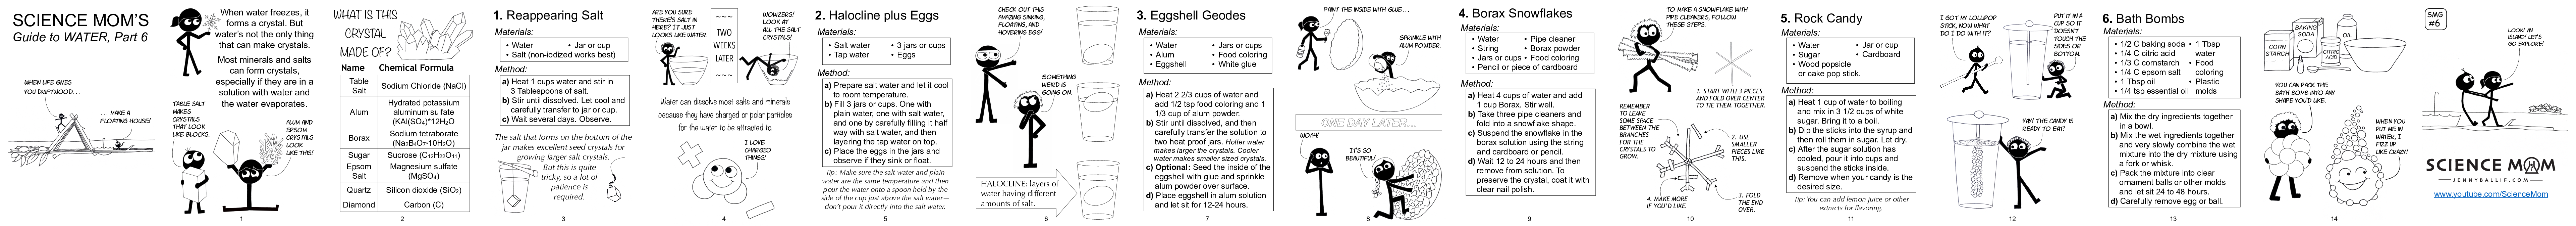 SCIENCE MOM'S
Guide to WATER, Part 6
WHEN LIFE GIVES
YOU DRIFTWOOD...
... MAKE A
FLOATING HOUSE!
When water freezes, it
forms a crystal. But
water's not the only thing
that can make crystals.
Most minerals and salts
can form crystals,
especially if they are in a
solution with water and
the water evaporates.
TABLE SALT
MAKES
CRYSTALS
THAT LOOK
LIKE BLOCKS.
ALUM AND
EPSOM
CRYSTALS
LOOK
LIKE THIS!
1
WHAT IS THIS
CRYSTAL
MADE OF?
Name Chemical Formula
Table Salt Sodium Chloride (NaCl)
Alum Hydrated potassium aluminum sulfate (KAl(SO₄)*12H₂O
Borax Sodium tetraborate (Na₂B₄O₇·10H₂O)
Sugar Sucrose (C₁₂H₂₂O₁₁)
Epsom Salt Magnesium sulfate (MgSO₄)
Quartz Silicon dioxide (SiO₂)
Diamond Carbon (C)
2
1. Reappearing Salt
Materials:
• Water • Jar or cup
• Salt (non-iodized works best)
Method:
a) Heat 1 cups water and stir in
3 Tablespoons of salt.
b) Stir until dissolved. Let cool and
carefully transfer to jar or cup.
c) Wait several days. Observe.
The salt that forms on the bottom of the
jar makes excellent seed crystals for
growing larger salt crystals.
But this is quite
tricky, so a lot of
patience is
required.
3
ARE YOU SURE
THERE'S SALT IN
HERE? IT JUST
LOOKS LIKE WATER.
~~~
TWO
WEEKS
LATER
~~~
WOWZERS!
LOOK AT
ALL THE SALT
CRYSTALS!
Water can dissolve most salts and minerals
because they have charged or polar particles
for the water to be attracted to.
I LOVE
CHARGED
THINGS!
4
2. Halocline plus Eggs
Materials:
• Salt water • 3 jars or cups
• Tap water • Eggs
Method:
a) Prepare salt water and let it cool
to room temperature.
b) Fill 3 jars or cups. One with
plain water, one with salt water,
and one by carefully filling it half
way with salt water, and then
layering the tap water on top.
c) Place the eggs in the jars and
observe if they sink or float.
Tip: Make sure the salt water and plain
water are the same temperature and then
pour the water onto a spoon held by the
side of the cup just above the salt water—
don't pour it directly into the salt water.
5
CHECK OUT THIS
AMAZING SINKING,
FLOATING, AND
HOVERING EGG!
SOMETHING
WEIRD IS
GOING ON.
HALOCLINE: layers of
water having different
amounts of salt.
6
3. Eggshell Geodes
Materials:
• Water • Jars or cups
• Alum • Food coloring
• Eggshell • White glue
Method:
a) Heat 2 2/3 cups of water and
add 1/2 tsp food coloring and 1
1/3 cup of alum powder.
b) Stir until dissolved, and then
carefully transfer the solution to
two heat proof jars. Hotter water
makes larger crystals. Cooler
water makes smaller sized crystals.
c) Optional: Seed the inside of the
eggshell with glue and sprinkle
alum powder over surface.
d) Place eggshell in alum solution
and let sit for 12-24 hours.
7
PAINT THE INSIDE WITH GLUE...
SPRINKLE WITH
ALUM POWDER.
ONE DAY LATER...
WOAH!
IT'S SO
BEAUTIFUL!
8
4. Borax Snowflakes
Materials:
• Water • Pipe cleaner
• String • Borax powder
• Jars or cups • Food coloring
• Pencil or piece of cardboard
Method:
a) Heat 4 cups of water and add
1 cup Borax. Stir well.
b) Take three pipe cleaners and
fold into a snowflake shape.
c) Suspend the snowflake in the
borax solution using the string
and cardboard or pencil.
d) Wait 12 to 24 hours and then
remove from solution. To
preserve the crystal, coat it with
clear nail polish.
9
TO MAKE A SNOWFLAKE WITH
PIPE CLEANERS, FOLLOW
THESE STEPS.
1. START WITH 3 PIECES
AND FOLD OVER CENTER
TO TIE THEM TOGETHER.
REMEMBER
TO LEAVE
SOME SPACE
BETWEEN THE
BRANCHES
FOR THE
CRYSTALS TO
GROW.
2. USE
SMALLER
PIECES LIKE
THIS.
3. FOLD
THE END
OVER.
4. MAKE MORE
IF YOU'D LIKE.
10
5. Rock Candy
Materials:
• Water • Jar or cup
• Sugar • Cardboard
• Wood popsicle
or cake pop stick.
Method:
a) Heat 1 cup of water to boiling
and mix in 3 1/2 cups of white
sugar. Bring it to a boil.
b) Dip the sticks into the syrup and
then roll them in sugar. Let dry.
c) After the sugar solution has
cooled, pour it into cups and
suspend the sticks inside.
d) Remove when your candy is the
desired size.
Tip: You can add lemon juice or other
extracts for flavoring.
11
I GOT MY LOLLIPOP
STICK, NOW WHAT
DO I DO WITH IT?
PUT IT IN A
CUP SO IT
DOESN'T
TOUCH THE
SIDES OR
BOTTOM.
YAY! THE CANDY IS
READY TO EAT!
12
6. Bath Bombs
Materials:
• 1/2 C baking soda • 1 Tbsp
• 1/4 C citric acid water
• 1/3 C cornstarch • Food
• 1/4 C epsom salt coloring
• 1 Tbsp oil • Plastic
• 1/4 tsp essential oil molds
Method:
a) Mix the dry ingredients together
in a bowl.
b) Mix the wet ingredients together
and very slowly combine the wet
mixture into the dry mixture using
a fork or whisk.
c) Pack the mixture into clear
ornament balls or other molds
and let sit 24 to 48 hours.
d) Carefully remove egg or ball.
13
CORN
STARCH
BAKING
SODA
CITRIC
ACID
OIL
YOU CAN PACK THE
BATH BOMB INTO ANY
SHAPE YOU'D LIKE.
WHEN YOU
PUT ME IN
WATER, I
FIZZ UP
LIKE CRAZY!
14
SMG
#6
LOOK! AN
ISLAND! LET'S
GO EXPLORE!
SCIENCE MOM
JENNYBALLIF.COM
www.youtube.com/ScienceMom